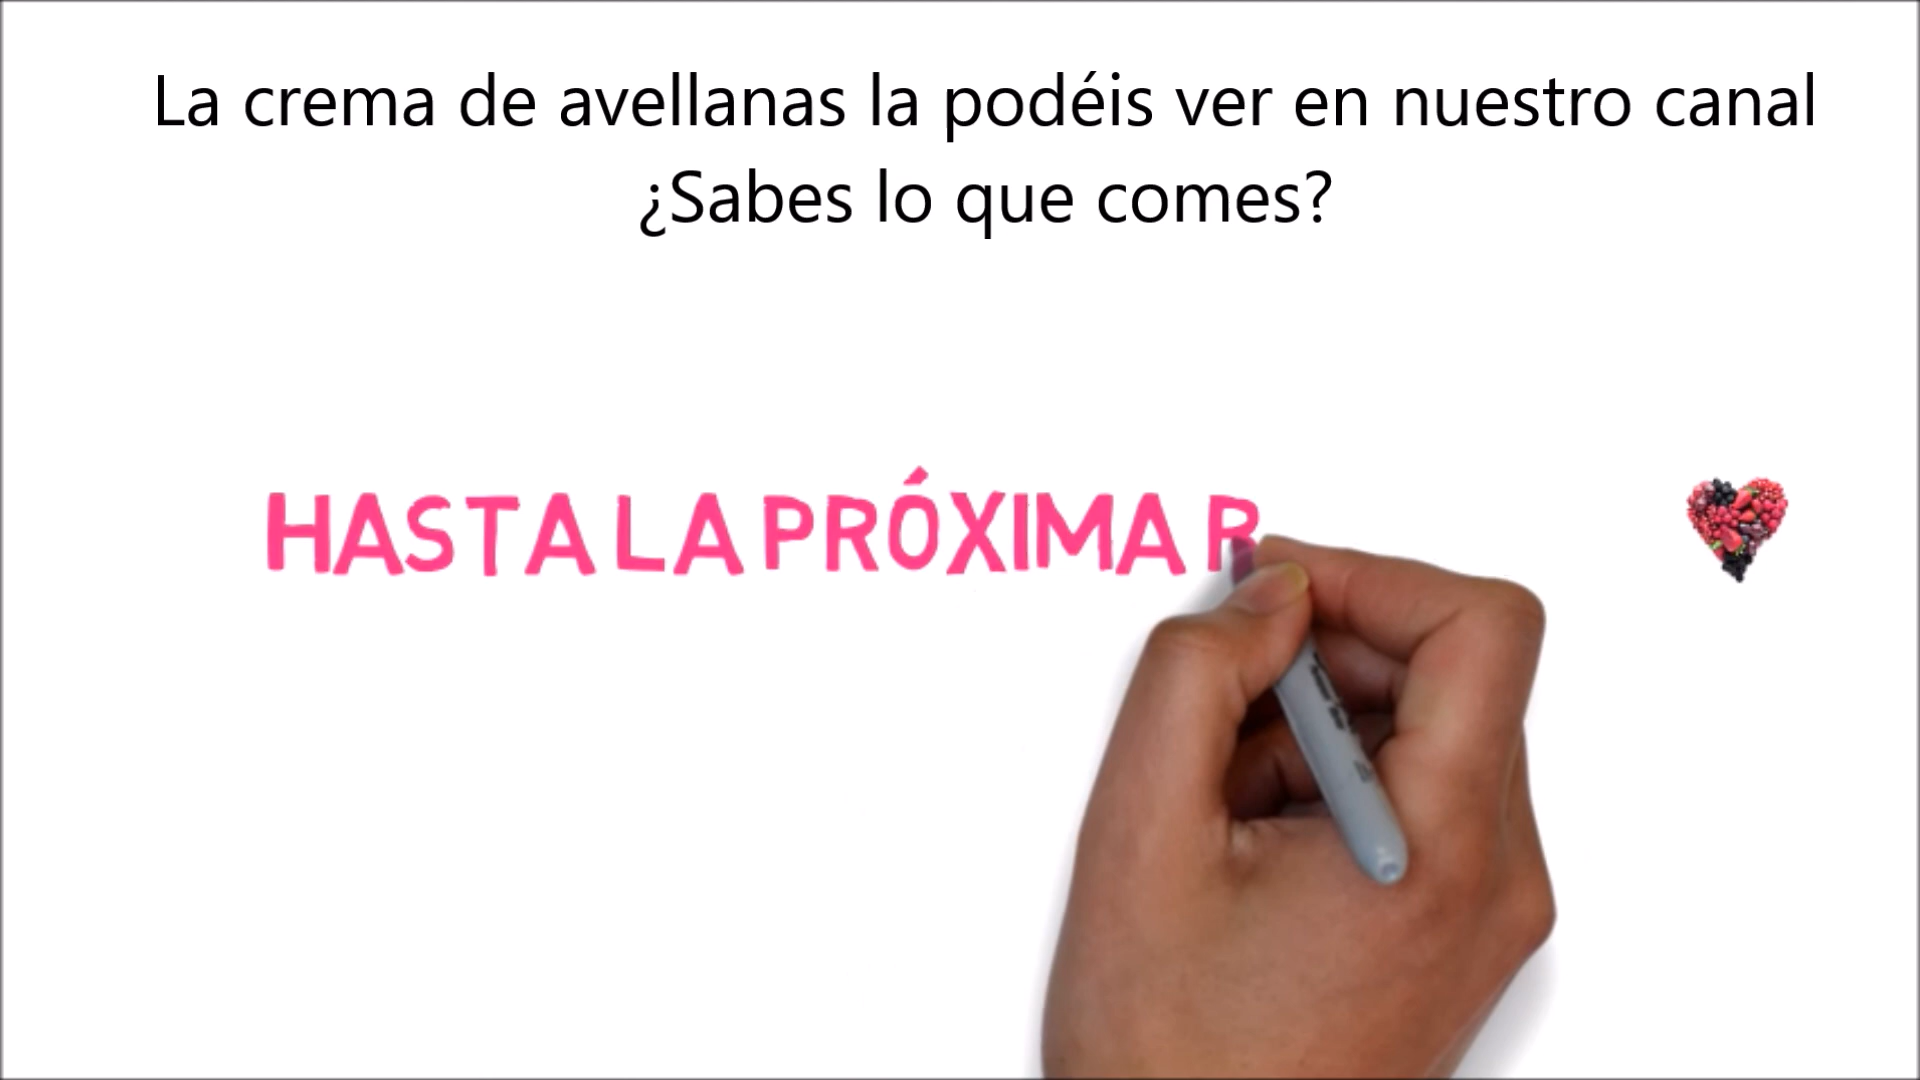 La crema de avellanas la podéis ver en nuestro canal
¿Sabes lo que comes?
HASTA LA PRÓXIMA R